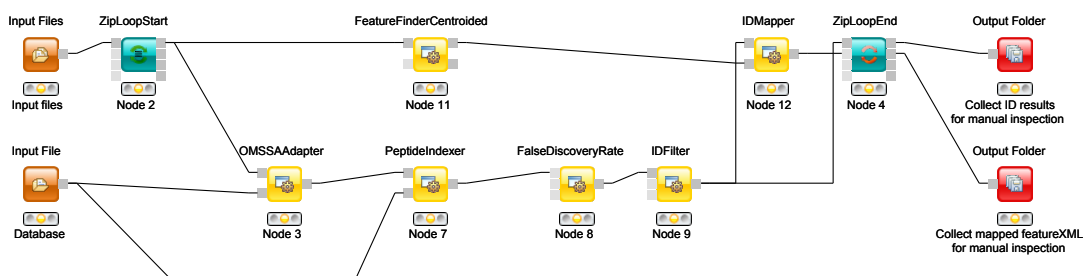 Input Files
ZipLoopStart
FeatureFinderCentroided
IDMapper
ZipLoopEnd
Output Folder
Input files
Node 2
Node 11
Node 12
Node 4
Collect ID results
for manual inspection
Input File
OMSSAAdapter
PeptideIndexer
FalseDiscoveryRate
IDFilter
Output Folder
Database
Node 3
Node 7
Node 8
Node 9
Collect mapped featureXML
for manual inspection